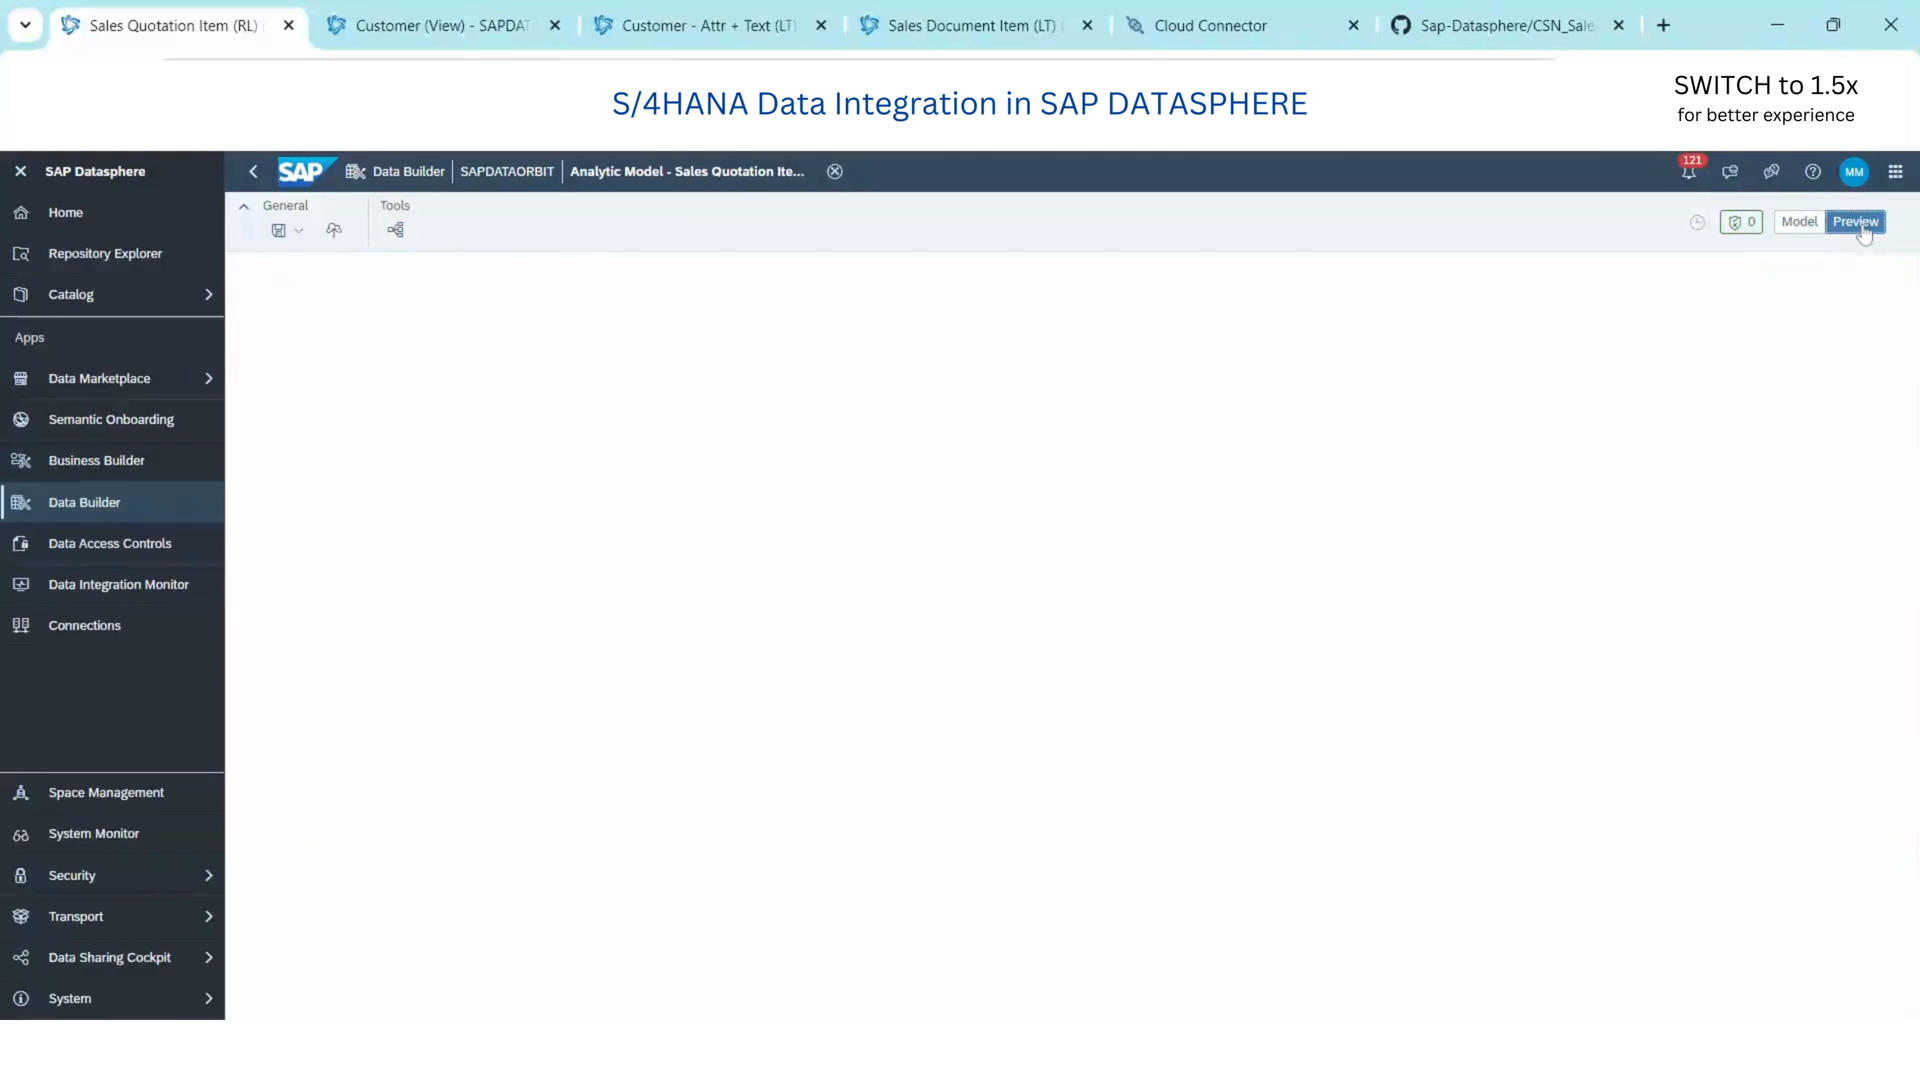 Sales Quotation Item (RL)
Customer (View) - SAPDAT
Customer - Attr + Text (LT)
Sales Document Item (LT)
Cloud Connector
Sap-Datasphere/CSN_Sale
S/4HANA Data Integration in SAP DATASPHERE
SWITCH to 1.5x
for better experience
SAP Datasphere
SAP
Data Builder
SAPDATAORBIT
Analytic Model - Sales Quotation Ite...
121
MM
Home
Repository Explorer
Catalog
Apps
Data Marketplace
Semantic Onboarding
Business Builder
Data Builder
Data Access Controls
Data Integration Monitor
Connections
Space Management
System Monitor
Security
Transport
Data Sharing Cockpit
System
General
Tools
0
Model
Preview